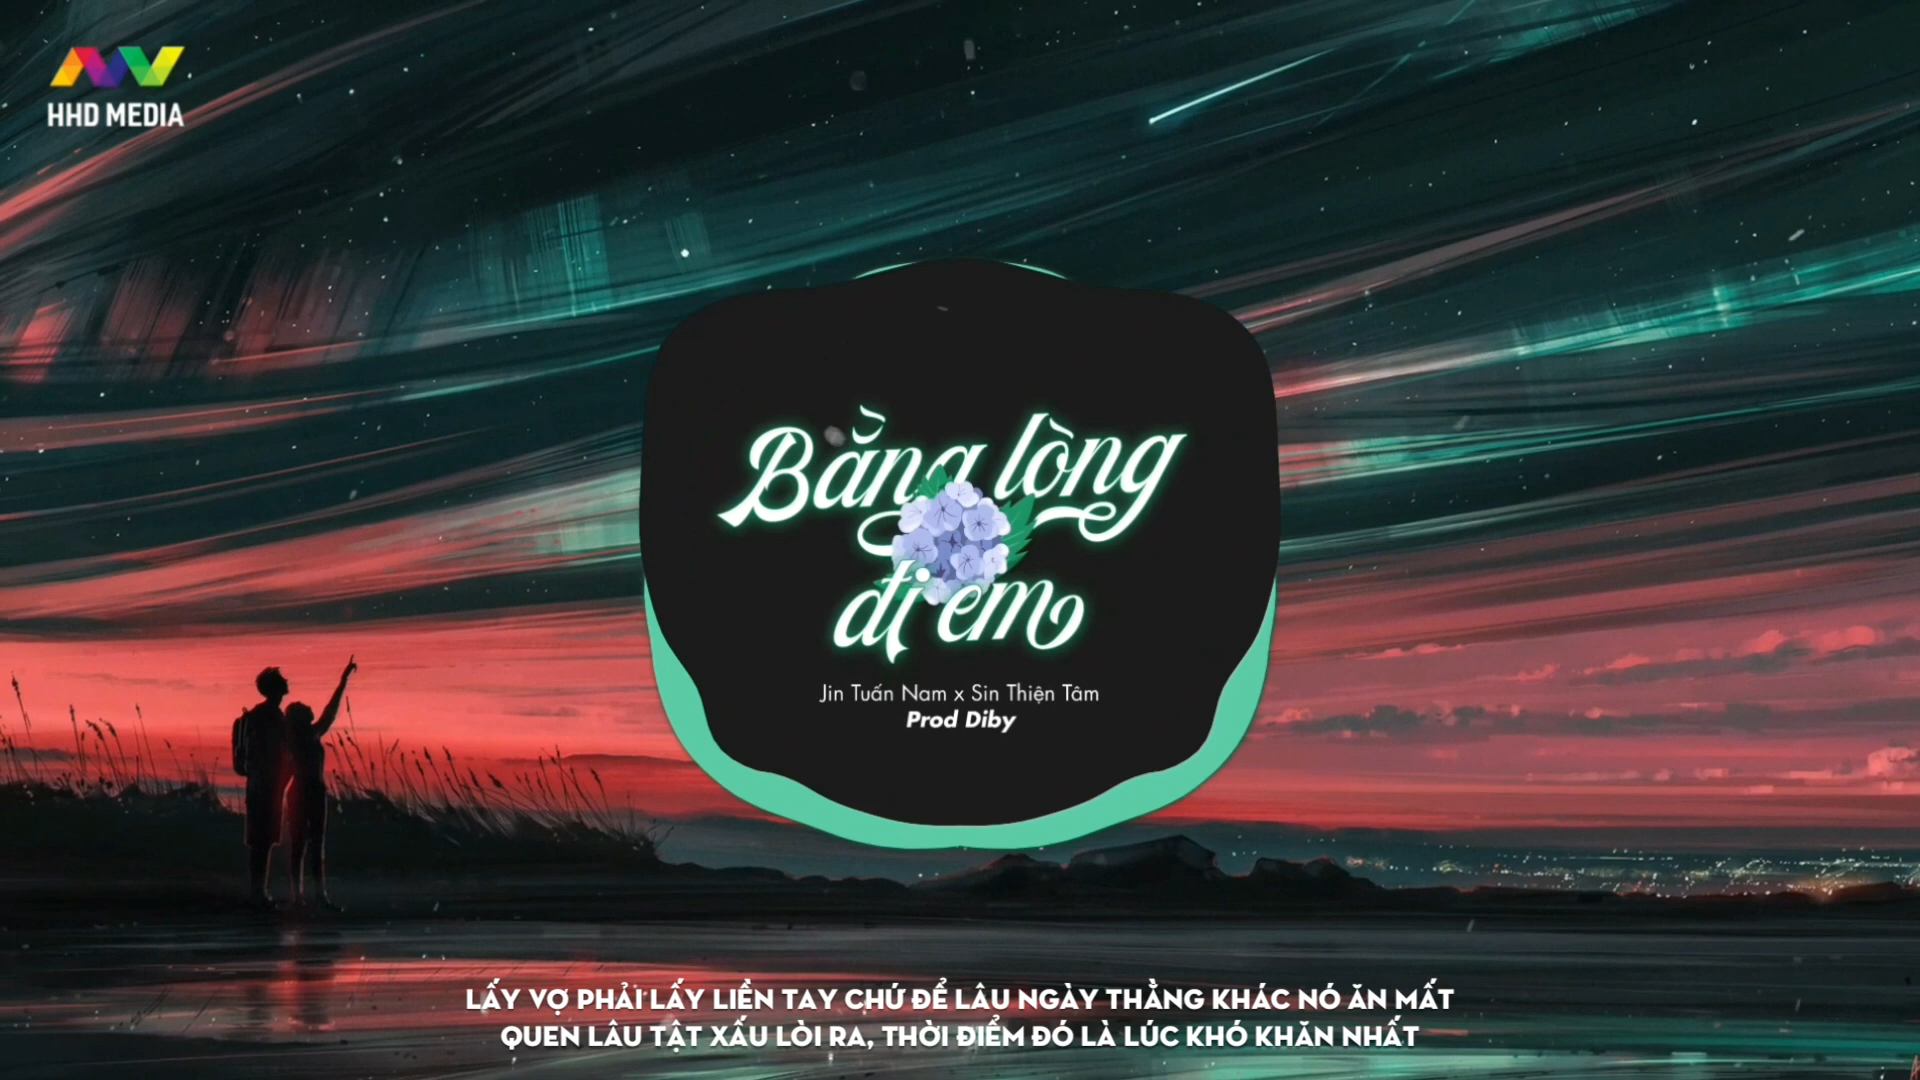 HHD MEDIA
Bằng lòng
đi em
Jin Tuấn Nam x Sin Thiện Tâm
Prod Diby
LẤY VỢ PHẢI LẤY LIỀN TAY CHỨ ĐỂ LÂU NGÀY THẰNG KHÁC NÓ ĂN MẤT
QUEN LÂU TẬT XẤU LÒI RA, THỜI ĐIỂM ĐÓ LÀ LÚC KHÓ KHĂN NHẤT